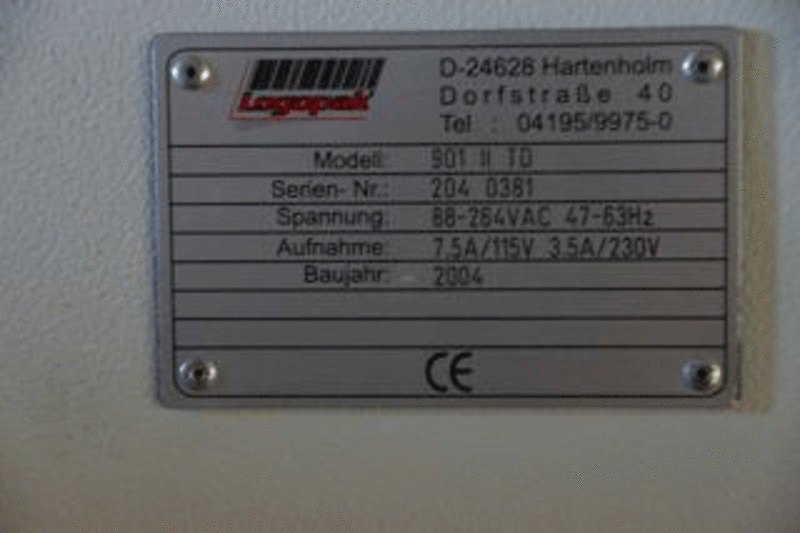 Logopak
D-24628 Hartenholm
Dorfstraße 40
Tel : 04195/9975-0
Modell: 901 II TD
Serien- Nr.: 204 0381
Spannung: 88-264VAC 47-63Hz
Aufnahme: 7.5A/115V 3.5A/230V
Baujahr: 2004
CE